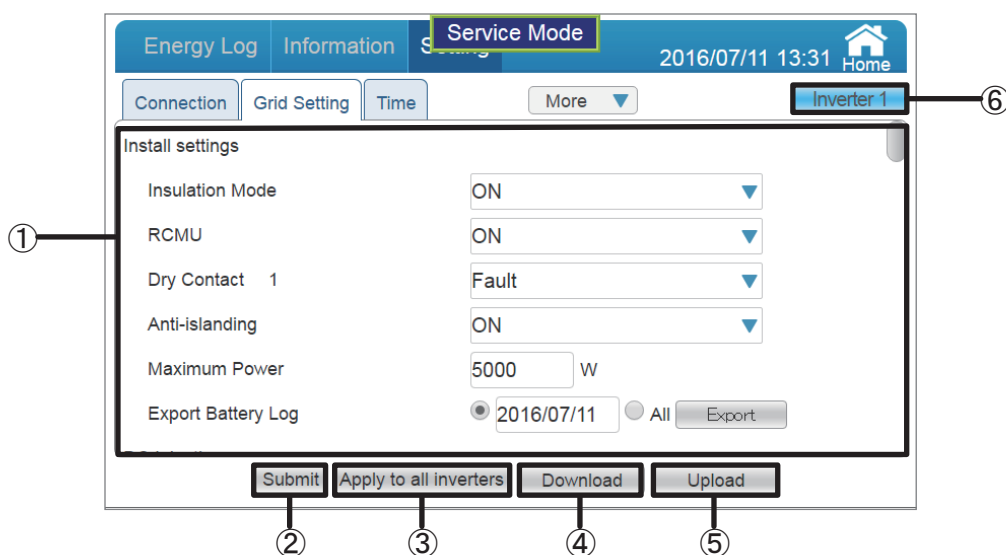 Energy Log Information Setting Service Mode 2016/07/11 13:31 Home
Connection Grid Setting Time More Inverter 1 ⑥
Install settings
Insulation Mode ON
① RCMU ON
Dry Contact 1 Fault
Anti-islanding ON
Maximum Power 5000 W
Export Battery Log 2016/07/11 All Export
Submit Apply to all inverters Download Upload
② ③ ④ ⑤